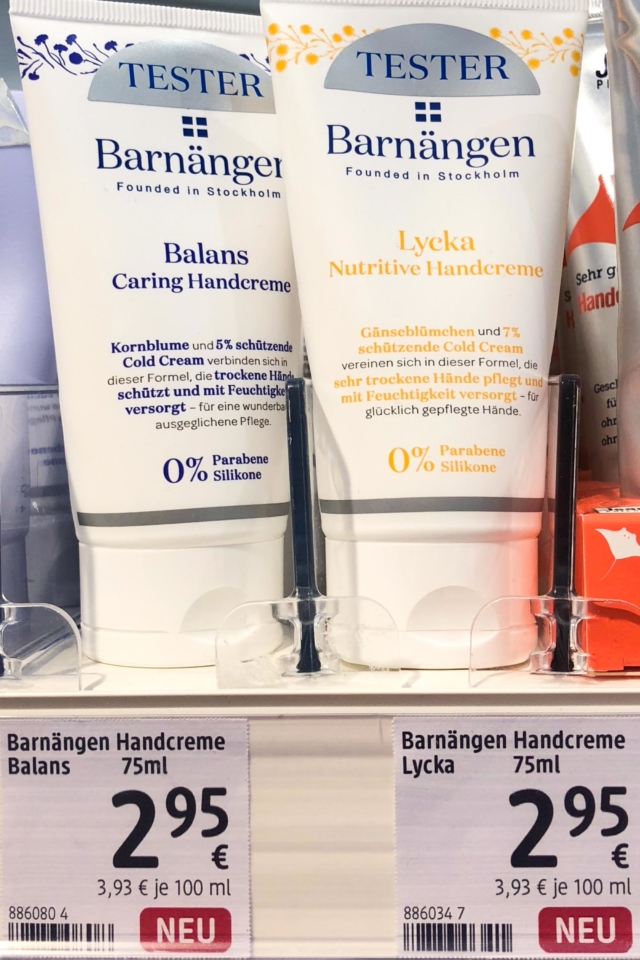 TESTER
Barnängen
Founded in Stockholm
Balans
Caring Handcreme
Kornblume und 5% schützende
Cold Cream verbinden sich in
dieser Formel, die trockene
schützt und mit
versorgt – für eine
ausgeglichene Pflege.
0% Parabene
Silikone
TESTER
Barnängen
Founded in Stockholm
Lycka
Nutritive Handcreme
Gänseblümchen und 7%
schützende Cold Cream
vereinen sich in dieser Formel, die
sehr trockene Hände pflegt und
mit Feuchtigkeit versorgt – für
glücklich gepflegte Hände.
0% Parabene
Silikone
Sehr
Barnängen Handcreme
Balans 75ml
2 95
€
3,93 € je 100 ml
886080 4
NEU
Barnängen Handcreme
Lycka 75ml
2 95
€
3,93 € je 100 ml
886034 7
NEU